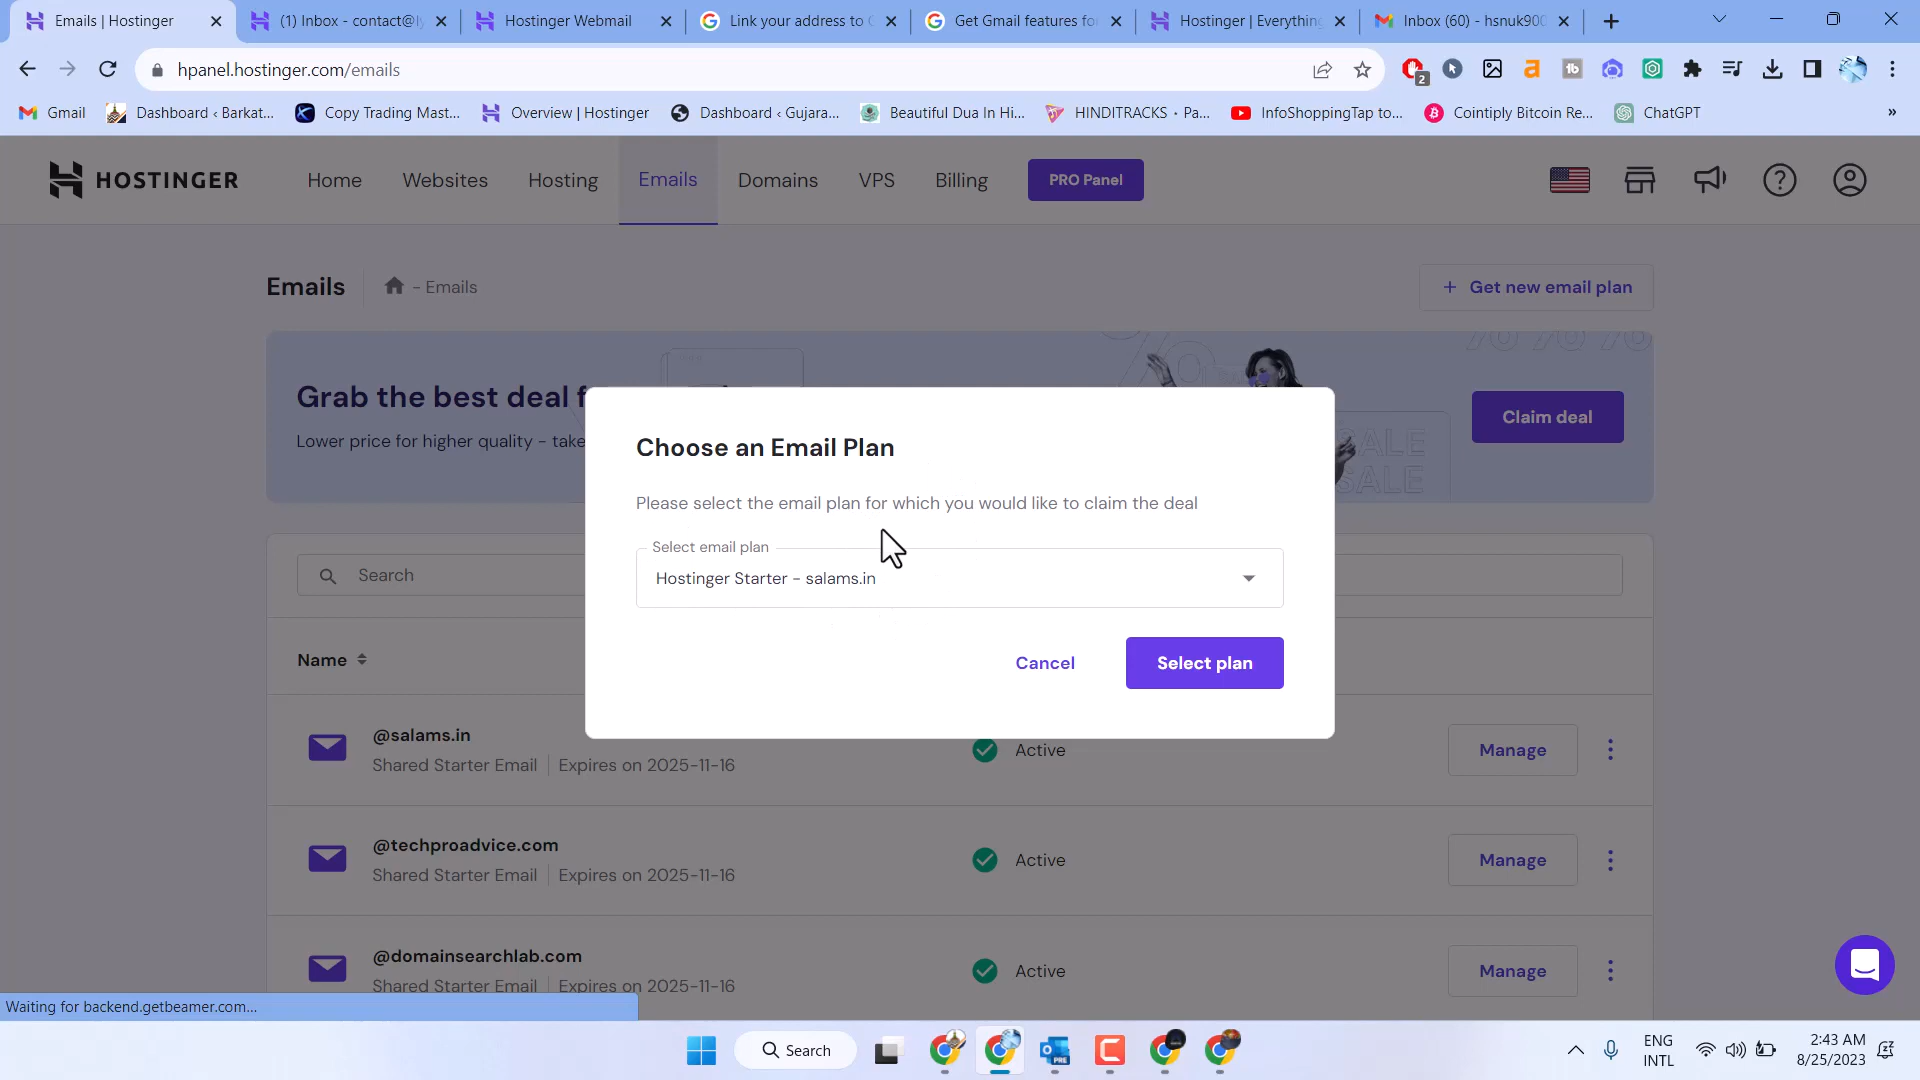 Emails | Hostinger
(1) Inbox - contact@ly
Hostinger Webmail
Link your address to G
Get Gmail features fo
Hostinger | Everything
Inbox (60) - hsnuk900
hpanel.hostinger.com/emails
2
Gmail
Dashboard ‹ Barkat...
Copy Trading Mast...
Overview | Hostinger
Dashboard ‹ Gujara...
Beautiful Dua In Hi...
HINDITRACKS • Pa...
InfoShoppingTap to...
Cointiply Bitcoin Re...
ChatGPT
»
HOSTINGER
Home
Websites
Hosting
Emails
Domains
VPS
Billing
PRO Panel
Emails
- Emails
+ Get new email plan
Grab the best deal f
Lower price for higher quality - take
Claim deal
SALE
SALE
Choose an Email Plan
Please select the email plan for which you would like to claim the deal
Select email plan
Hostinger Starter - salams.in
Cancel
Select plan
Search
Name
@salams.in
Shared Starter Email | Expires on 2025-11-16
Active
Manage
@techproadvice.com
Shared Starter Email | Expires on 2025-11-16
Active
Manage
@domainsearchlab.com
Shared Starter Email | Expires on 2025-11-16
Active
Manage
Waiting for backend.getbeamer.com...
Search
PRE
ENG
INTL
2:43 AM
8/25/2023